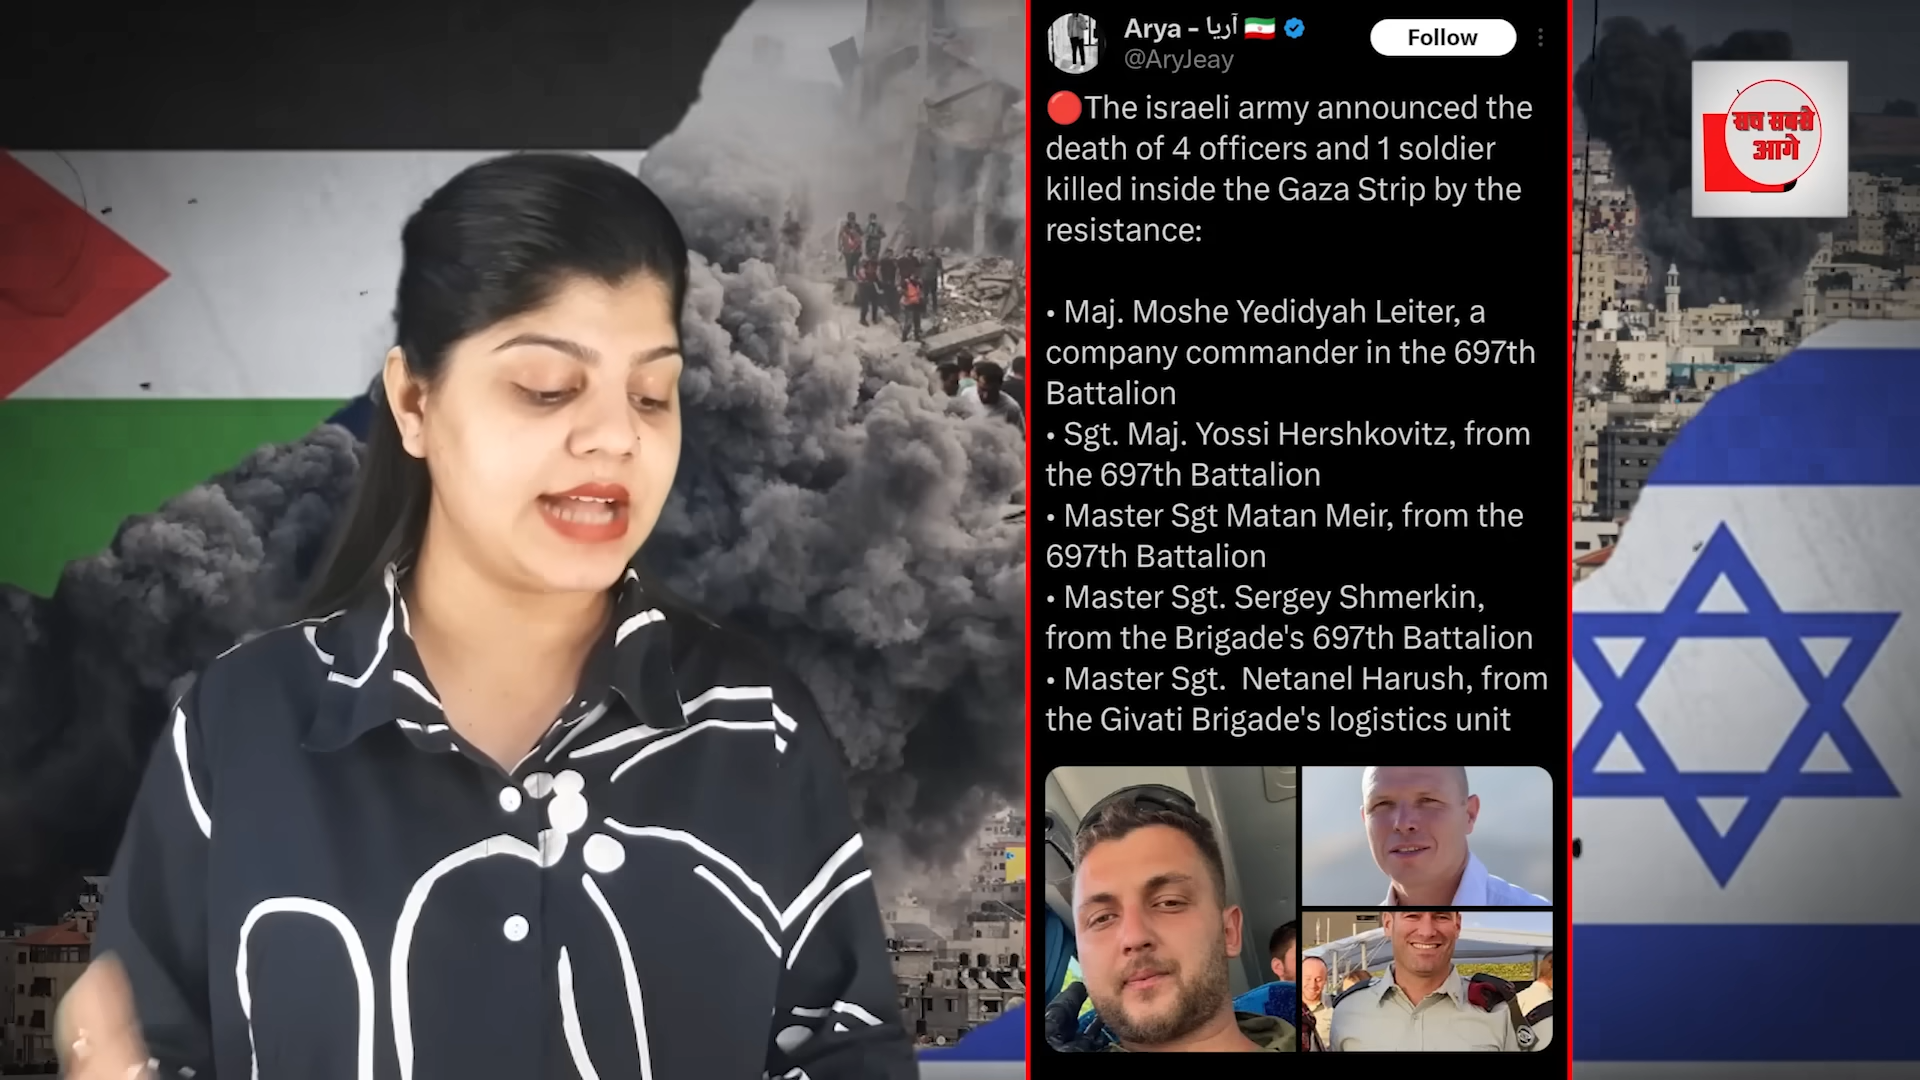 Arya - آریا
@AryJeay
Follow
The israeli army announced the
death of 4 officers and 1 soldier
killed inside the Gaza Strip by the
resistance:
• Maj. Moshe Yedidyah Leiter, a
company commander in the 697th
Battalion
• Sgt. Maj. Yossi Hershkovitz, from
the 697th Battalion
• Master Sgt Matan Meir, from the
697th Battalion
• Master Sgt. Sergey Shmerkin,
from the Brigade's 697th Battalion
• Master Sgt.  Netanel Harush, from
the Givati Brigade's logistics unit
सच सबसे
आगे